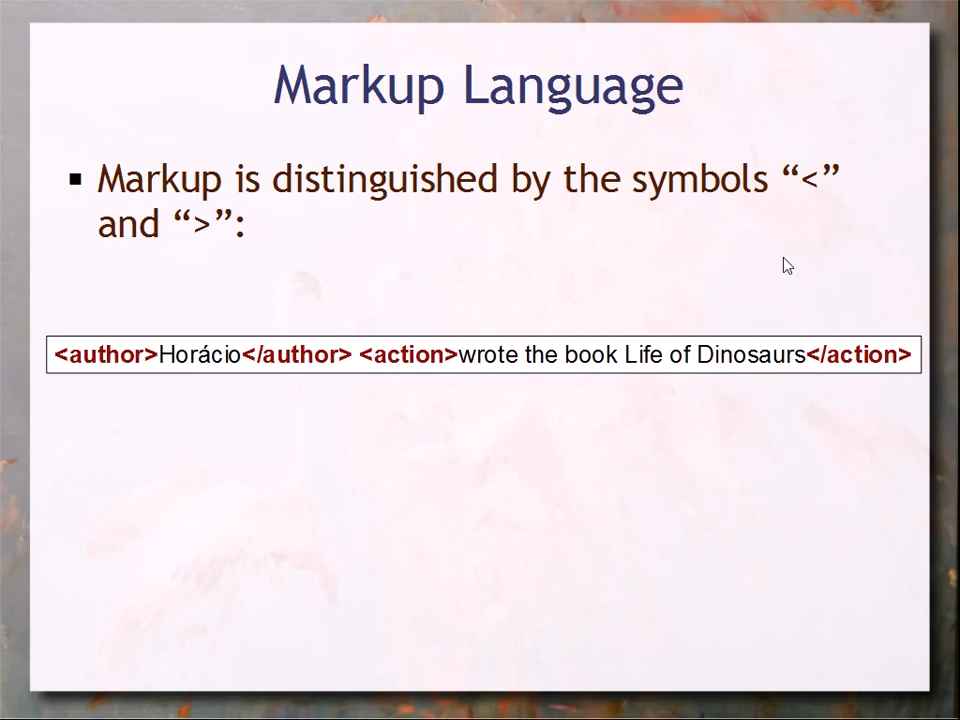 Markup Language
▪ Markup is distinguished by the symbols “<”
and “>”:
<author>Horácio</author> <action>wrote the book Life of Dinosaurs</action>